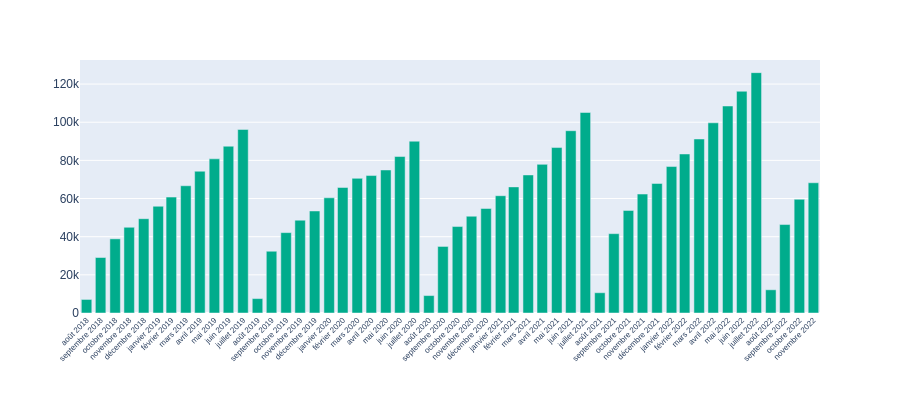 120k
100k
80k
60k
40k
20k
0
août 2018
septembre 2018
octobre 2018
novembre 2018
décembre 2018
janvier 2019
février 2019
mars 2019
avril 2019
mai 2019
juin 2019
juillet 2019
août 2019
septembre 2019
octobre 2019
novembre 2019
décembre 2019
janvier 2020
février 2020
mars 2020
avril 2020
mai 2020
juin 2020
juillet 2020
août 2020
septembre 2020
octobre 2020
novembre 2020
décembre 2020
janvier 2021
février 2021
mars 2021
avril 2021
mai 2021
juin 2021
juillet 2021
août 2021
septembre 2021
octobre 2021
novembre 2021
décembre 2021
janvier 2022
février 2022
mars 2022
avril 2022
mai 2022
juin 2022
juillet 2022
août 2022
septembre 2022
octobre 2022
novembre 2022